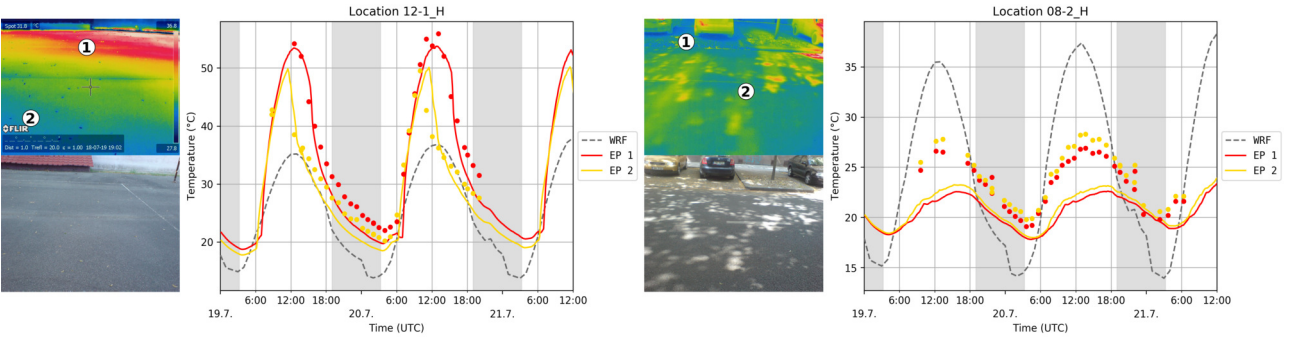 Spot 31.8 °C
36.8
1
2
FLIR
Dist = 1.0 Trefl = 20.0 ε = 1.00 18-07-19 19:02
27.8
Location 12-1_H
Temperature (°C)
50
40
30
20
6:00 12:00 18:00 6:00 12:00 18:00 6:00 12:00
19.7. 20.7. 21.7.
Time (UTC)
WRF
EP 1
EP 2
1
2
Location 08-2_H
Temperature (°C)
35
30
25
20
15
6:00 12:00 18:00 6:00 12:00 18:00 6:00 12:00
19.7. 20.7. 21.7.
Time (UTC)
WRF
EP 1
EP 2